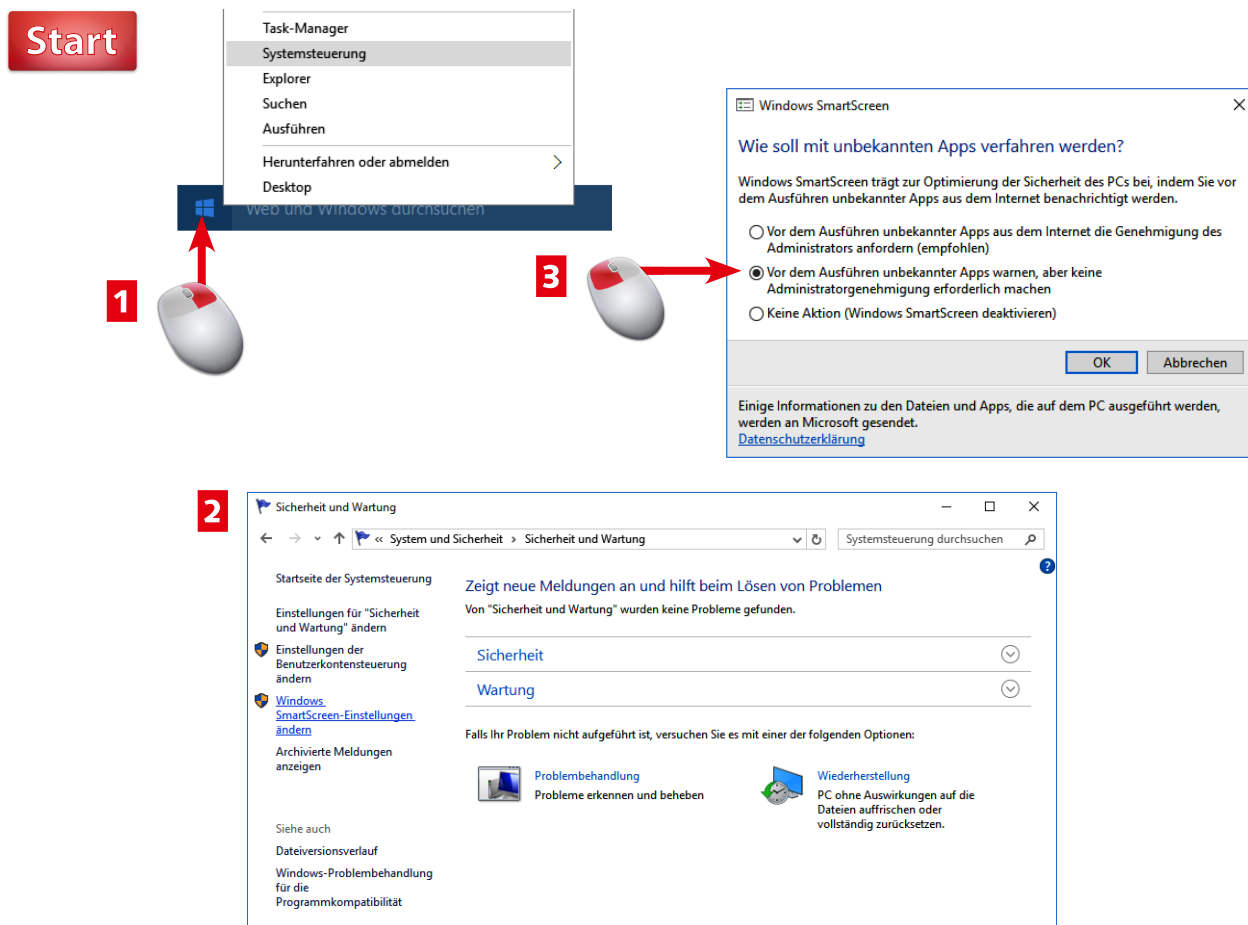 Start
Task-Manager
Systemsteuerung
Explorer
Suchen
Ausführen
Herunterfahren oder abmelden
Desktop
Web und Windows durchsuchen
1
3
Windows SmartScreen
Wie soll mit unbekannten Apps verfahren werden?
Windows SmartScreen trägt zur Optimierung der Sicherheit des PCs bei, indem Sie vor
dem Ausführen unbekannter Apps aus dem Internet benachrichtigt werden.
Vor dem Ausführen unbekannter Apps aus dem Internet die Genehmigung des
Administrators anfordern (empfohlen)
Vor dem Ausführen unbekannter Apps warnen, aber keine
Administratorgenehmigung erforderlich machen
Keine Aktion (Windows SmartScreen deaktivieren)
OK Abbrechen
Einige Informationen zu den Dateien und Apps, die auf dem PC ausgeführt werden,
werden an Microsoft gesendet.
Datenschutzerklärung
2
Sicherheit und Wartung
« System und Sicherheit › Sicherheit und Wartung
Systemsteuerung durchsuchen
Startseite der Systemsteuerung
Einstellungen für "Sicherheit
und Wartung" ändern
Einstellungen der
Benutzerkontensteuerung
ändern
Windows
SmartScreen-Einstellungen
ändern
Archivierte Meldungen
anzeigen
Siehe auch
Dateiversionsverlauf
Windows-Problembehandlung
für die
Programmkompatibilität
?
Zeigt neue Meldungen an und hilft beim Lösen von Problemen
Von "Sicherheit und Wartung" wurden keine Probleme gefunden.
Sicherheit
Wartung
Falls Ihr Problem nicht aufgeführt ist, versuchen Sie es mit einer der folgenden Optionen:
Problembehandlung
Probleme erkennen und beheben
Wiederherstellung
PC ohne Auswirkungen auf die
Dateien auffrischen oder
vollständig zurücksetzen.